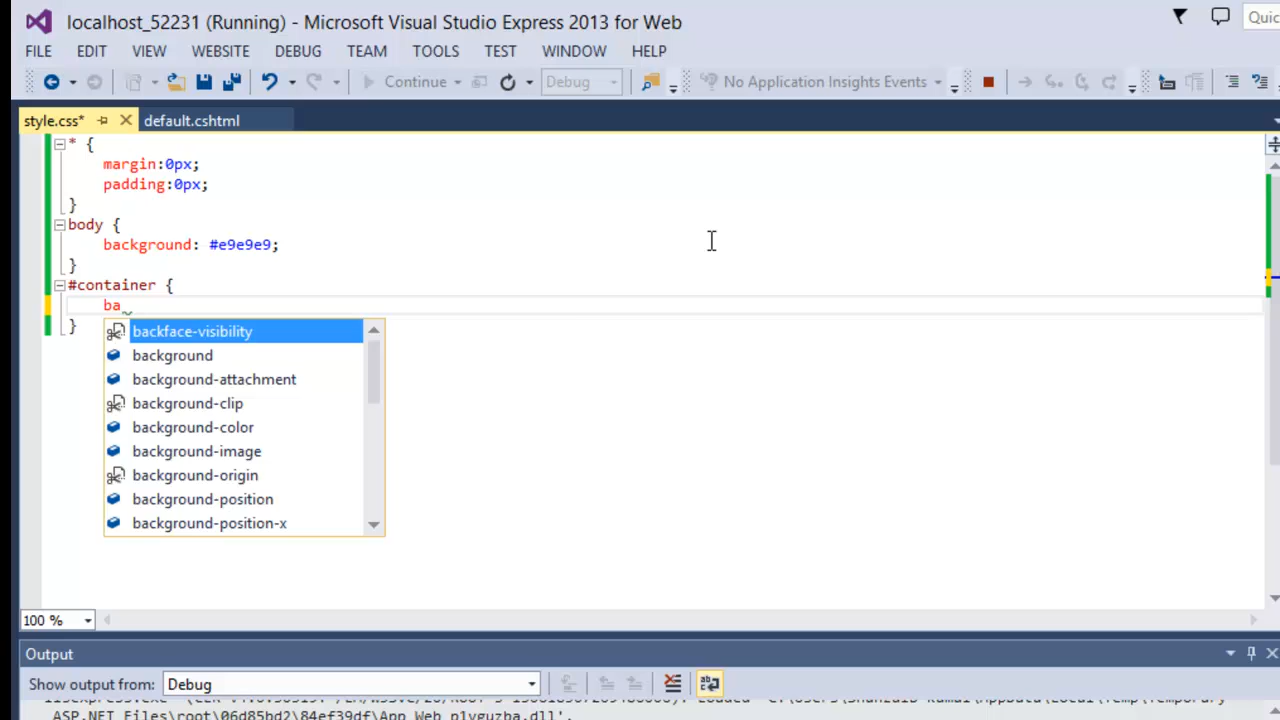 localhost_52231 (Running) - Microsoft Visual Studio Express 2013 for Web
Quic
FILE EDIT VIEW WEBSITE DEBUG TEAM TOOLS TEST WINDOW HELP
Continue Debug No Application Insights Events
style.css* default.cshtml
* {
margin:0px;
padding:0px;
}
body {
background: #e9e9e9;
}
#container {
ba
}
backface-visibility
background
background-attachment
background-clip
background-color
background-image
background-origin
background-position
background-position-x
100 %
Output
Show output from: Debug
ASP.NET Files\root\06d85bd2\84ef39df\App_Web_plyguzba.dll'.